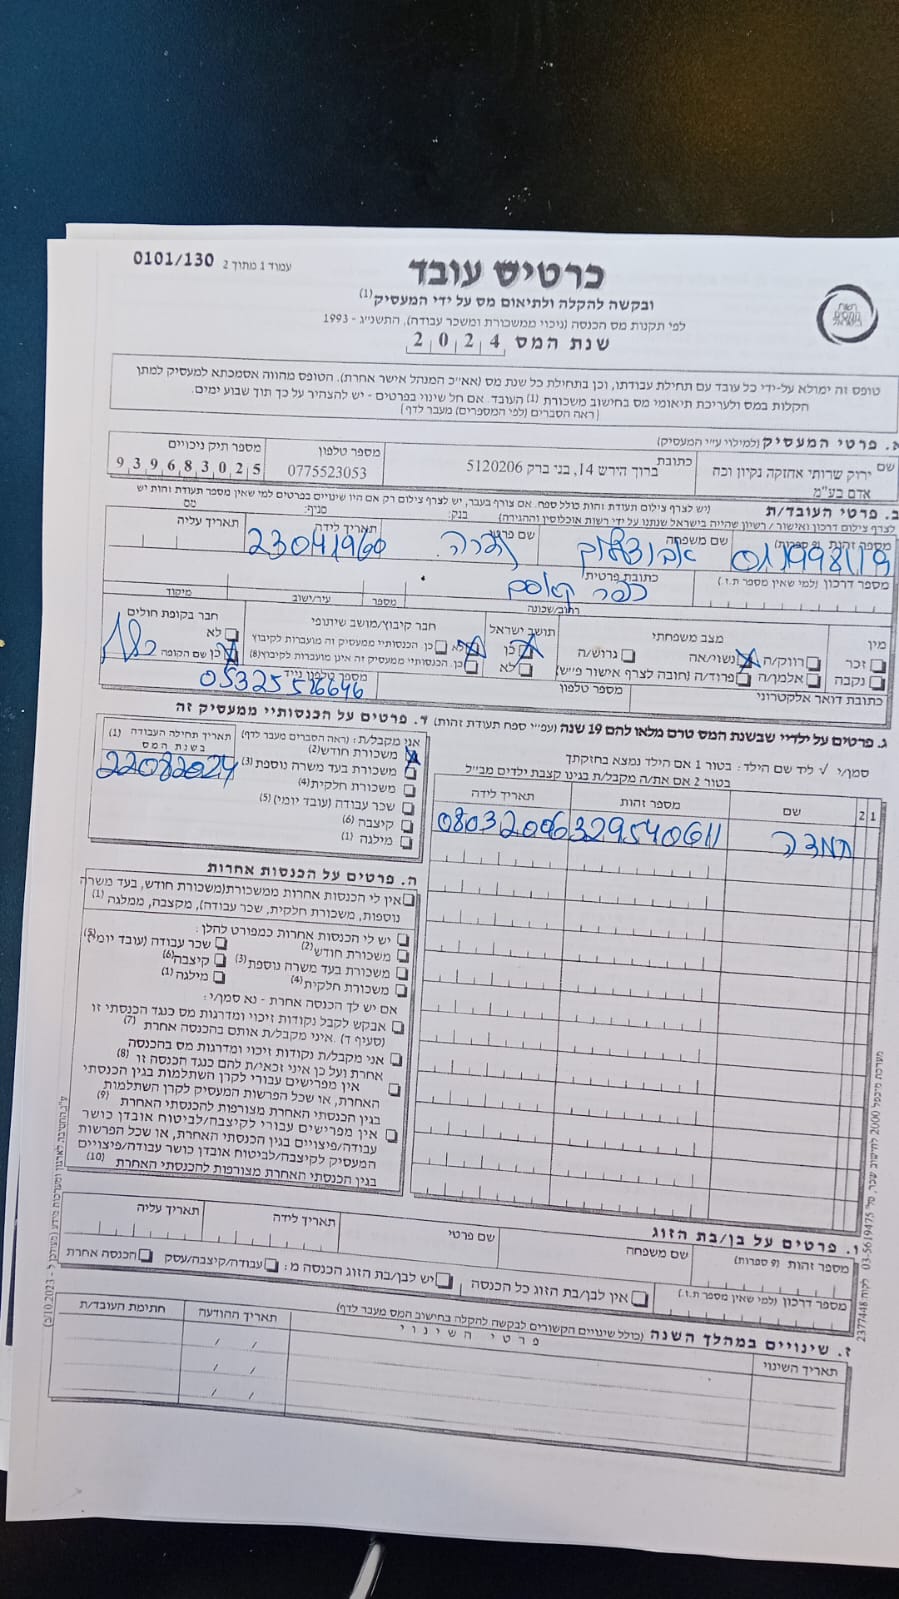 0101/130
עמוד 1 מתוך 2
כרטיס עובד
ובקשה להקלה ולתיאום מס על ידי המעסיק(1)
לפי תקנות מס הכנסה (ניכוי ממשכורת ומשכר עבודה), התשנ״ג - 1993
שנת המס 2024
רשות המסים בישראל
טופס זה ימולא על-ידי כל עובד עם תחילת עבודתו, וכן בתחילת כל שנת מס (אא״כ המנהל אישר אחרת). הטופס מהווה אסמכתא למעסיק למתן
הקלות במס ולעריכת תיאומי מס בחישוב משכורת (1) העובד. אם חל שינוי בפרטים - יש להצהיר על כך תוך שבוע ימים.
(ראה הסברים (לפי המספרים) מעבר לדף)
א. פרטי המעסיק (למילוי ע״י המעסיק)
שם ירוק שרותי אחזקה נקיון וכח אדם בע״מ
כתובת ברוך הירש 14, בני ברק 5120206
מספר טלפון 0775523053
מספר תיק ניכויים 939683025
ב. פרטי העובד/ת
(יש לצרף צילום תעודת זהות כולל ספח. אם צורף בעבר, יש לצרף צילום רק אם היו שינויים בפרטים למי שאין מספר תעודת זהות יש
לצרף צילום דרכון ואישור / רשיון שהייה בישראל שנתנו על ידי רשות אוכלוסין וההגירה)
בנק: סניף:
מספר זהות (9 ספרות)
שם משפחה
שם פרטי
תאריך לידה 23041960
תאריך עליה
מספר דרכון (למי שאין מספר ת.ז.)
כתובת פרטית כפר קאסם
רחוב/שכונה מספר עיר/ישוב מיקוד
מין זכר נקבה
מצב משפחתי רווק/ה נשוי/אה גרוש/ה אלמן/ה פרוד/ה (חובה לצרף אישור פ״ש)
תושב ישראל כן לא
חבר קיבוץ/מושב שיתופי לא כן. הכנסותיי ממעסיק זה מועברות לקיבוץ
כן. הכנסותיי ממעסיק זה אינן מועברות לקיבוץ(8)
חבר בקופת חולים לא כן שם הקופה כללית
כתובת דואר אלקטרוני
מספר טלפון
מספר טלפון נייד
ג. פרטים על ילדיי שבשנת המס טרם מלאו להם 19 שנה (עפ״י ספח תעודת זהות)
סמן/י √ ליד שם הילד: בטור 1 אם הילד נמצא בחזקתך
בטור 2 אם את/ה מקבל/ת בגינו קצבת ילדים מב״ל
1 2 שם מספר זהות תאריך לידה
329540611 08032006
ד. פרטים על הכנסותיי ממעסיק זה
אני מקבל/ת: (ראה הסברים מעבר לדף)
משכורת חודש(2)
משכורת בעד משרה נוספת(3)
משכורת חלקית(4)
שכר עבודה (עובד יומי)(5)
קיצבה(6)
מילגה(1)
תאריך תחילת העבודה בשנת המס (1)
22082024
ה. פרטים על הכנסות אחרות
אין לי הכנסות אחרות ממשכורת(משכורת חודש, בעד משרה
נוספות, משכורת חלקית, שכר עבודה), מקצבה, ממלגה(1)
יש לי הכנסות אחרות כמפורט להלן:
משכורת חודש(2) שכר עבודה (עובד יומי)(5)
משכורת בעד משרה נוספת(3) קיצבה(6)
משכורת חלקית(4) מילגה(1)
אם יש לך הכנסה אחרת - נא סמן/י:
אבקש לקבל נקודות זיכוי ומדרגות מס כנגד הכנסתי זו
(סעיף ד). איני מקבל/ת אותם בהכנסה אחרת(7)
אני מקבל/ת נקודות זיכוי ומדרגות מס בהכנסה
אחרת ועל כן איני זכאי/ת להם כנגד הכנסה זו(8)
אין מפרישים עבורי לקרן השתלמות בגין הכנסתי
האחרת, או שכל הפרשות המעסיק לקרן השתלמות
בגין הכנסתי האחרת מצורפות להכנסתי האחרת(9)
אין מפרישים עבורי לקיצבה/לביטוח אובדן כושר
עבודה/פיצויים בגין הכנסתי האחרת, או שכל הפרשות
המעסיק לקיצבה/לביטוח אובדן כושר עבודה/פיצויים
בגין הכנסתי האחרת מצורפות להכנסתי האחרת(10)
ו. פרטים על בן/בת הזוג
מספר זהות (9 ספרות) שם משפחה שם פרטי תאריך לידה תאריך עליה
מספר דרכון (למי שאין מספר ת.ז.)
אין לבן/בת הזוג כל הכנסה יש לבן/בת הזוג הכנסה מ: עבודה/קיצבה/עסק הכנסה אחרת
ז. שינויים במהלך השנה (כולל שינויים הקשורים לבקשה להקלה בחישוב המס מעבר לדף)
תאריך השינוי פרטי השינוי תאריך ההודעה חתימת העובד/ת